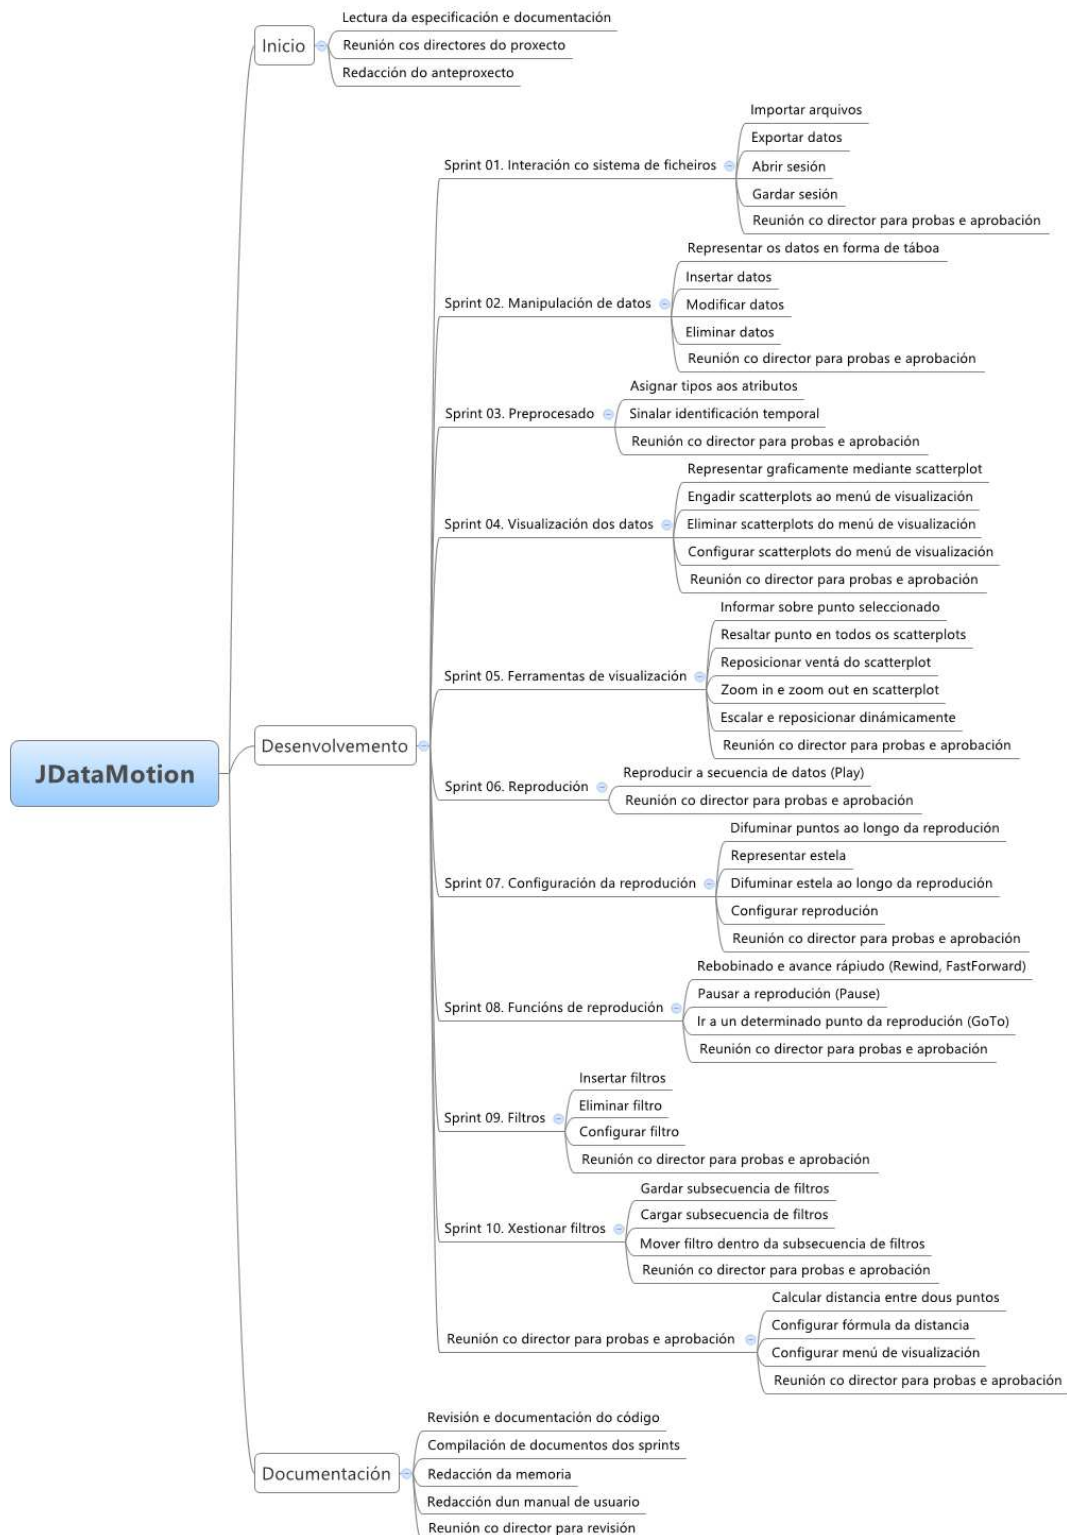 JDataMotion
Inicio
Lectura da especificación e documentación
Reunión cos directores do proxecto
Redacción do anteproxecto
Desenvolvemento
Sprint 01. Interación co sistema de ficheiros
Importar arquivos
Exportar datos
Abrir sesión
Gardar sesión
Reunión co director para probas e aprobación
Sprint 02. Manipulación de datos
Representar os datos en forma de táboa
Insertar datos
Modificar datos
Eliminar datos
Reunión co director para probas e aprobación
Sprint 03. Preprocesado
Asignar tipos aos atributos
Sinalar identificación temporal
Reunión co director para probas e aprobación
Sprint 04. Visualización dos datos
Representar graficamente mediante scatterplot
Engadir scatterplots ao menú de visualización
Eliminar scatterplots do menú de visualización
Configurar scatterplots do menú de visualización
Reunión co director para probas e aprobación
Sprint 05. Ferramentas de visualización
Informar sobre punto seleccionado
Resaltar punto en todos os scatterplots
Reposicionar ventá do scatterplot
Zoom in e zoom out en scatterplot
Escalar e reposicionar dinámicamente
Reunión co director para probas e aprobación
Sprint 06. Reprodución
Reproducir a secuencia de datos (Play)
Reunión co director para probas e aprobación
Sprint 07. Configuración da reprodución
Difuminar puntos ao longo da reprodución
Representar estela
Difuminar estela ao longo da reprodución
Configurar reprodución
Reunión co director para probas e aprobación
Sprint 08. Funcións de reprodución
Rebobinado e avance rápiudo (Rewind, FastForward)
Pausar a reprodución (Pause)
Ir a un determinado punto da reprodución (GoTo)
Reunión co director para probas e aprobación
Sprint 09. Filtros
Insertar filtros
Eliminar filtro
Configurar filtro
Reunión co director para probas e aprobación
Sprint 10. Xestionar filtros
Gardar subsecuencia de filtros
Cargar subsecuencia de filtros
Mover filtro dentro da subsecuencia de filtros
Reunión co director para probas e aprobación
Reunión co director para probas e aprobación
Calcular distancia entre dous puntos
Configurar fórmula da distancia
Configurar menú de visualización
Reunión co director para probas e aprobación
Documentación
Revisión e documentación do código
Compilación de documentos dos sprints
Redacción da memoria
Redacción dun manual de usuario
Reunión co director para revisión